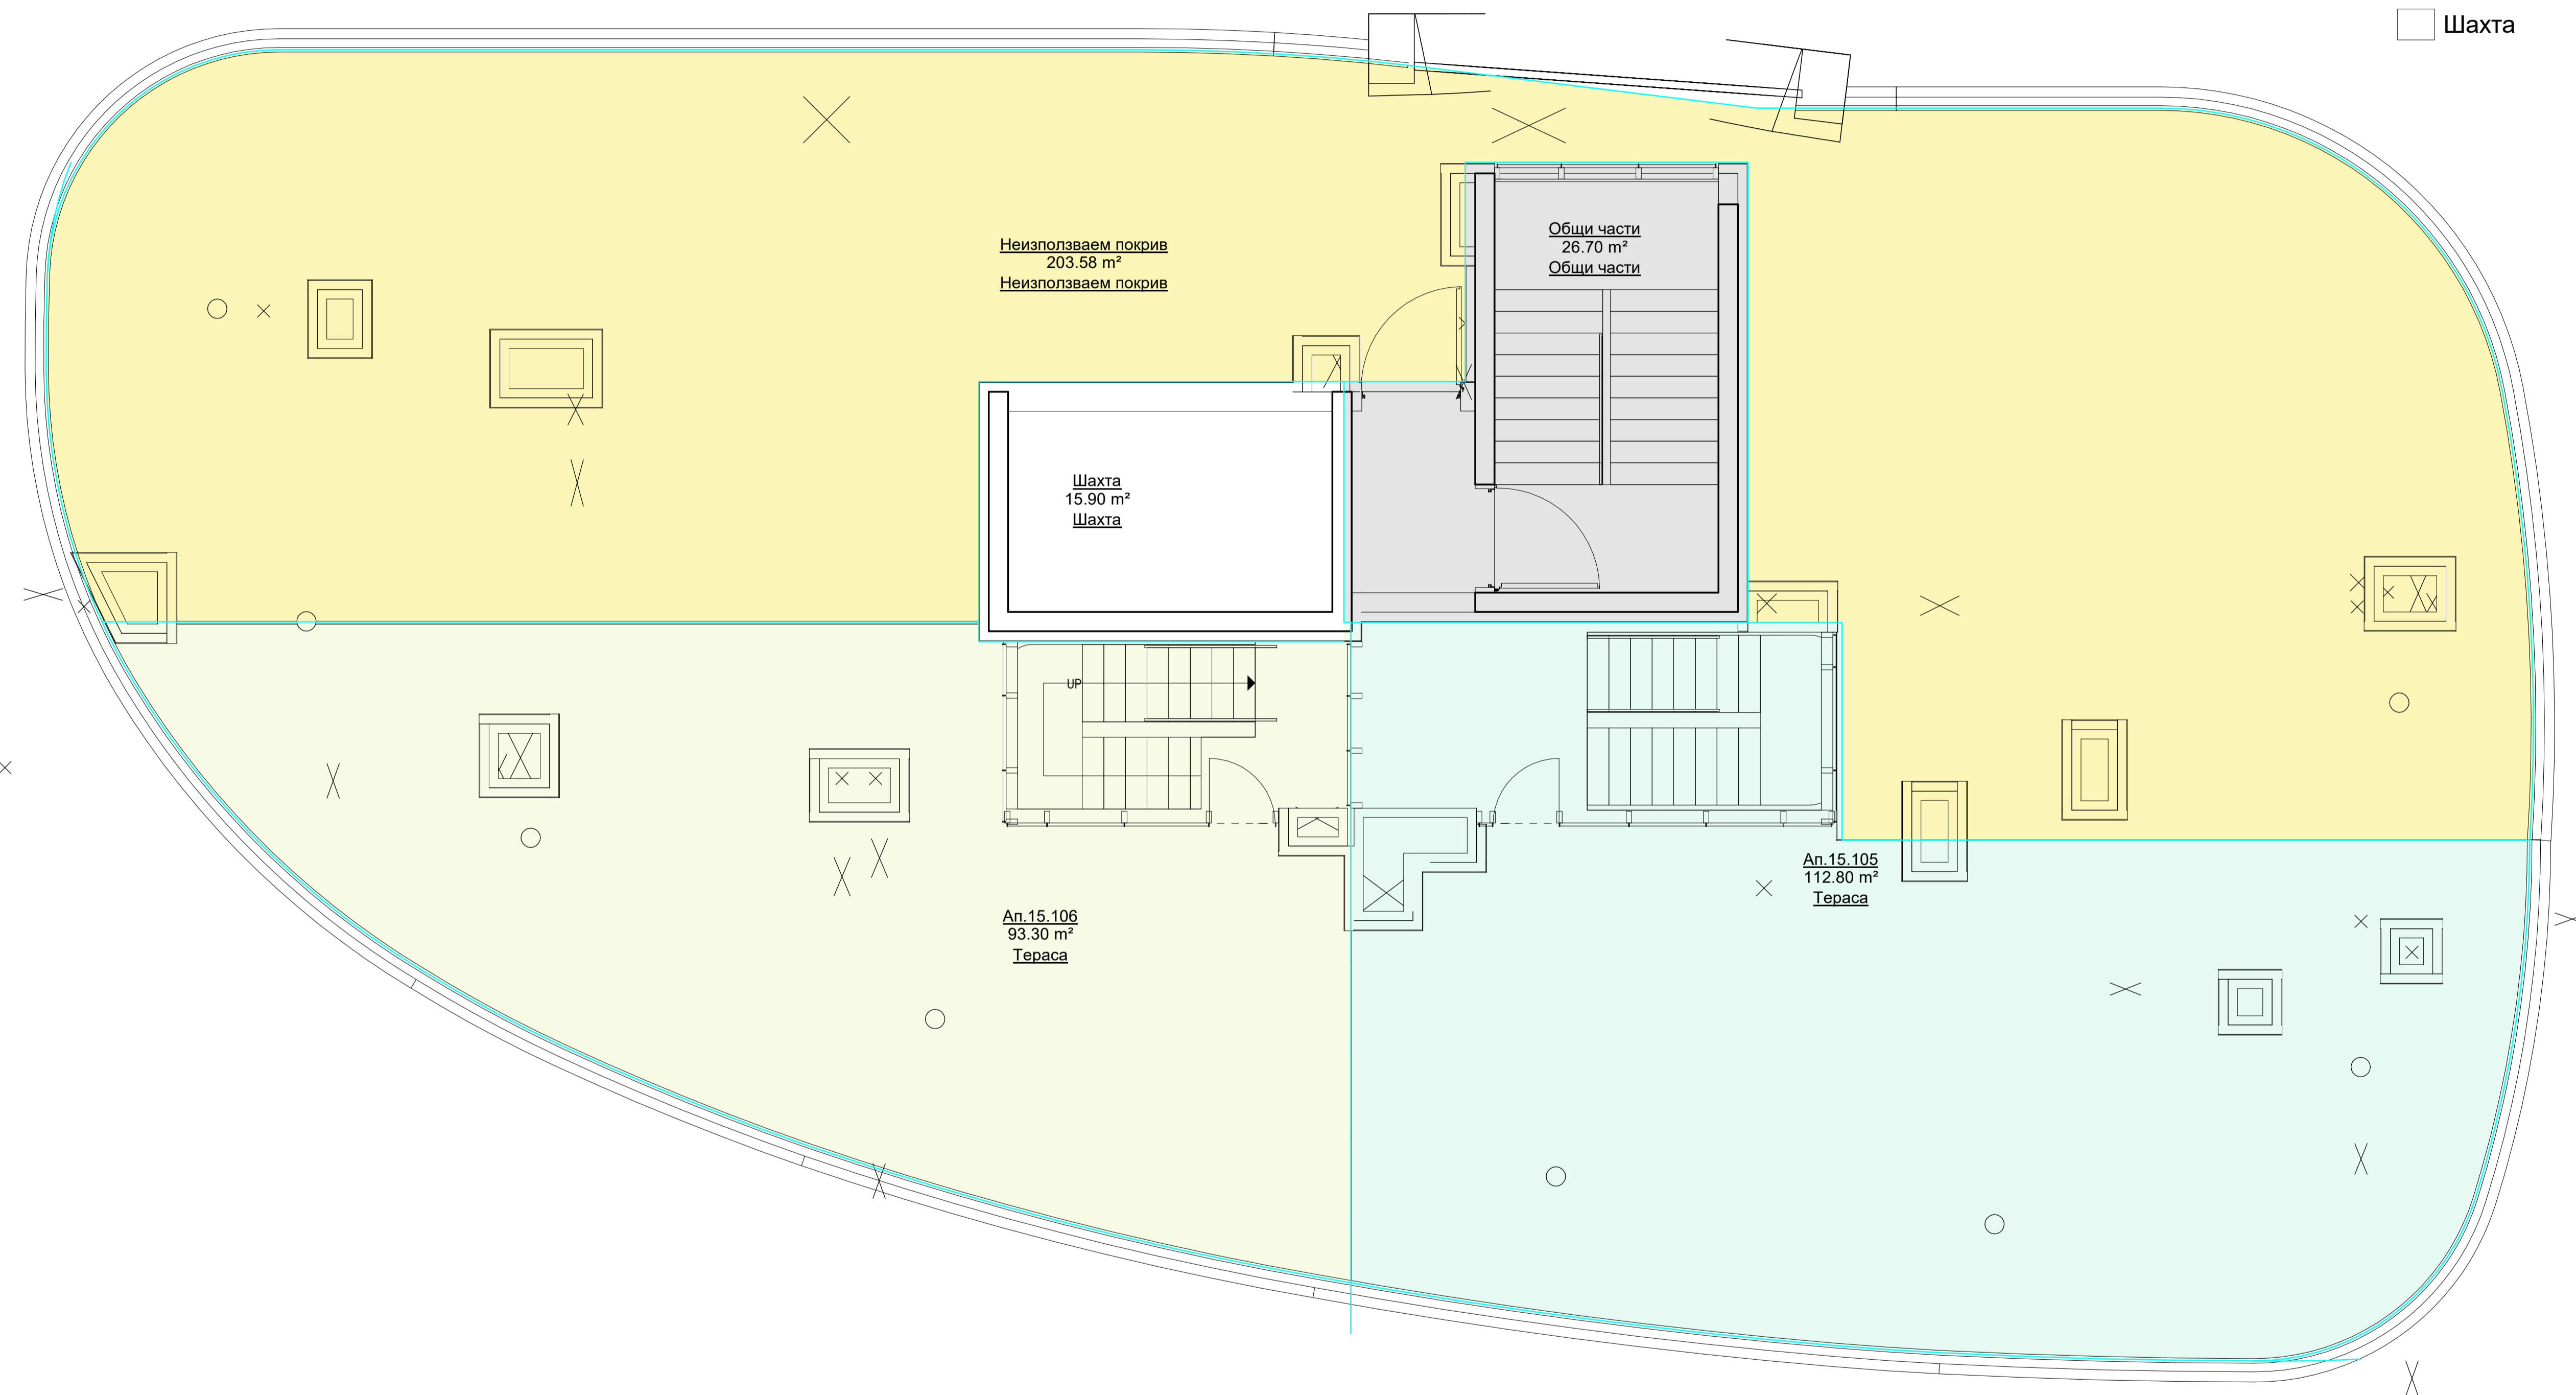 Шахта
Общи части
26.70 m²
Общи части
Неизползваем покрив
203.58 m²
Неизползваем покрив
Шахта
15.90 m²
Шахта
UP
Ап.15.105
112.80 m²
Тераса
Ап.15.106
93.30 m²
Тераса